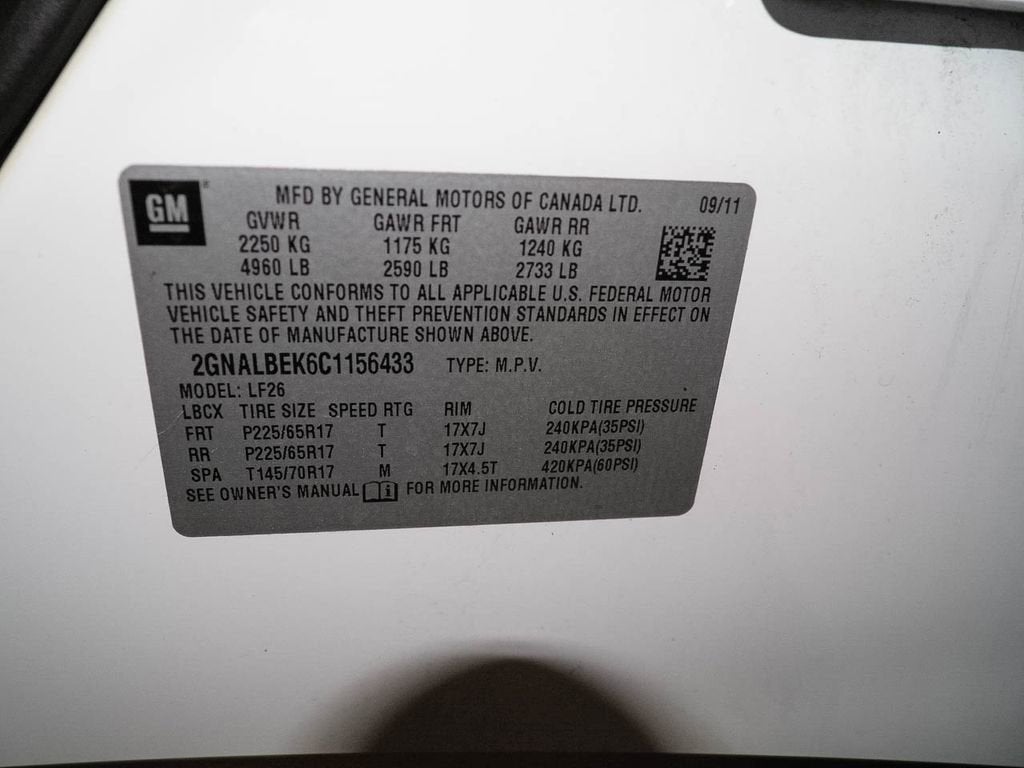 GM
MFD BY GENERAL MOTORS OF CANADA LTD. 09/11
GVWR GAWR FRT GAWR RR
2250 KG 1175 KG 1240 KG
4960 LB 2590 LB 2733 LB
THIS VEHICLE CONFORMS TO ALL APPLICABLE U.S. FEDERAL MOTOR
VEHICLE SAFETY AND THEFT PREVENTION STANDARDS IN EFFECT ON
THE DATE OF MANUFACTURE SHOWN ABOVE.
2GNALBEK6C1156433 TYPE: M.P.V.
MODEL: LF26
LBCX TIRE SIZE SPEED RTG RIM COLD TIRE PRESSURE
FRT P225/65R17 T 17X7J 240KPA(35PSI)
RR P225/65R17 T 17X7J 240KPA(35PSI)
SPA T145/70R17 M 17X4.5T 420KPA(60PSI)
SEE OWNER'S MANUAL FOR MORE INFORMATION.